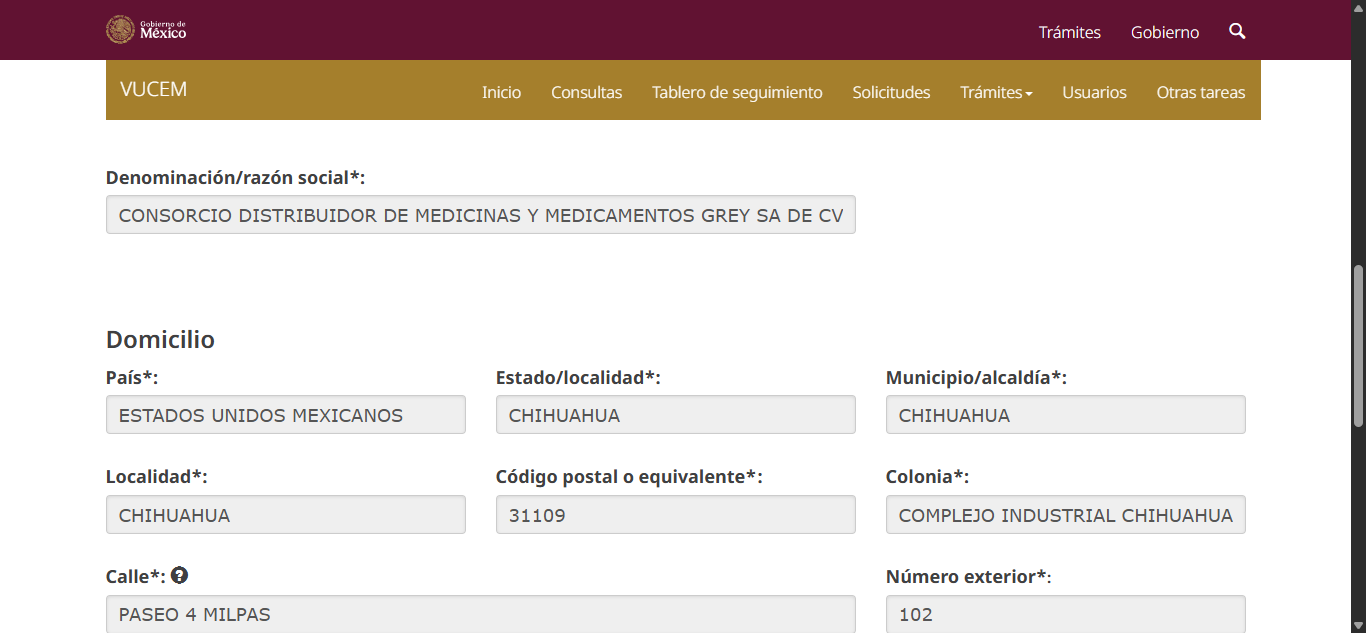 Gobierno de
México
Trámites Gobierno
VUCEM Inicio Consultas Tablero de seguimiento Solicitudes Trámites Usuarios Otras tareas
Denominación/razón social*:
CONSORCIO DISTRIBUIDOR DE MEDICINAS Y MEDICAMENTOS GREY SA DE CV
Domicilio
País*: Estado/localidad*: Municipio/alcaldía*:
ESTADOS UNIDOS MEXICANOS CHIHUAHUA CHIHUAHUA
Localidad*: Código postal o equivalente*: Colonia*:
CHIHUAHUA 31109 COMPLEJO INDUSTRIAL CHIHUAHUA
Calle*: ? Número exterior*:
PASEO 4 MILPAS 102